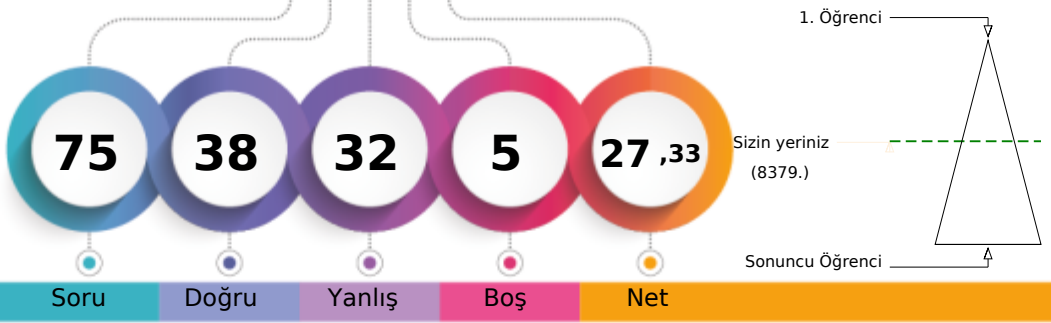 75 38 32 5 27 ,33
Soru Doğru Yanlış Boş Net
1. Öğrenci
Sizin yeriniz
(8379.)
Sonuncu Öğrenci